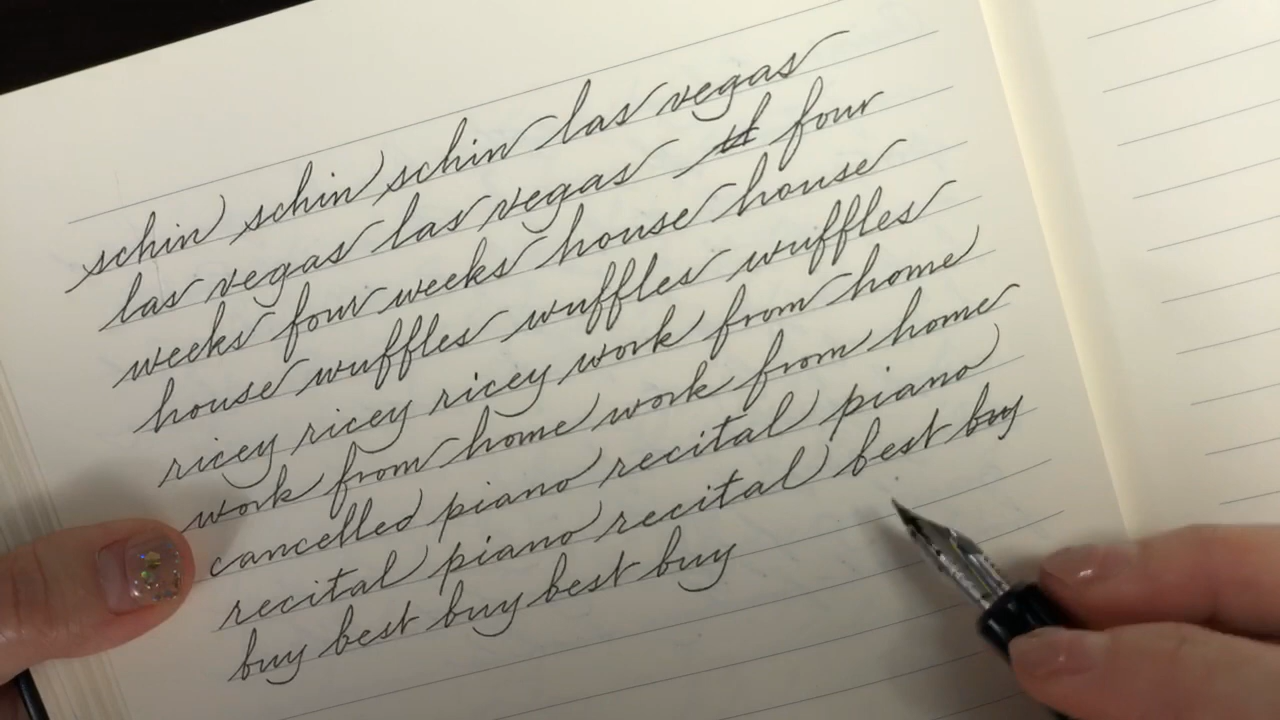 schin schin schin las vegas
las vegas las vegas four
weeks four weeks house house
house wuffles wuffles wuffles
ricey ricey ricey work from home
work from home work from home
cancelled piano recital piano
recital piano recital best buy
buy best buy best buy